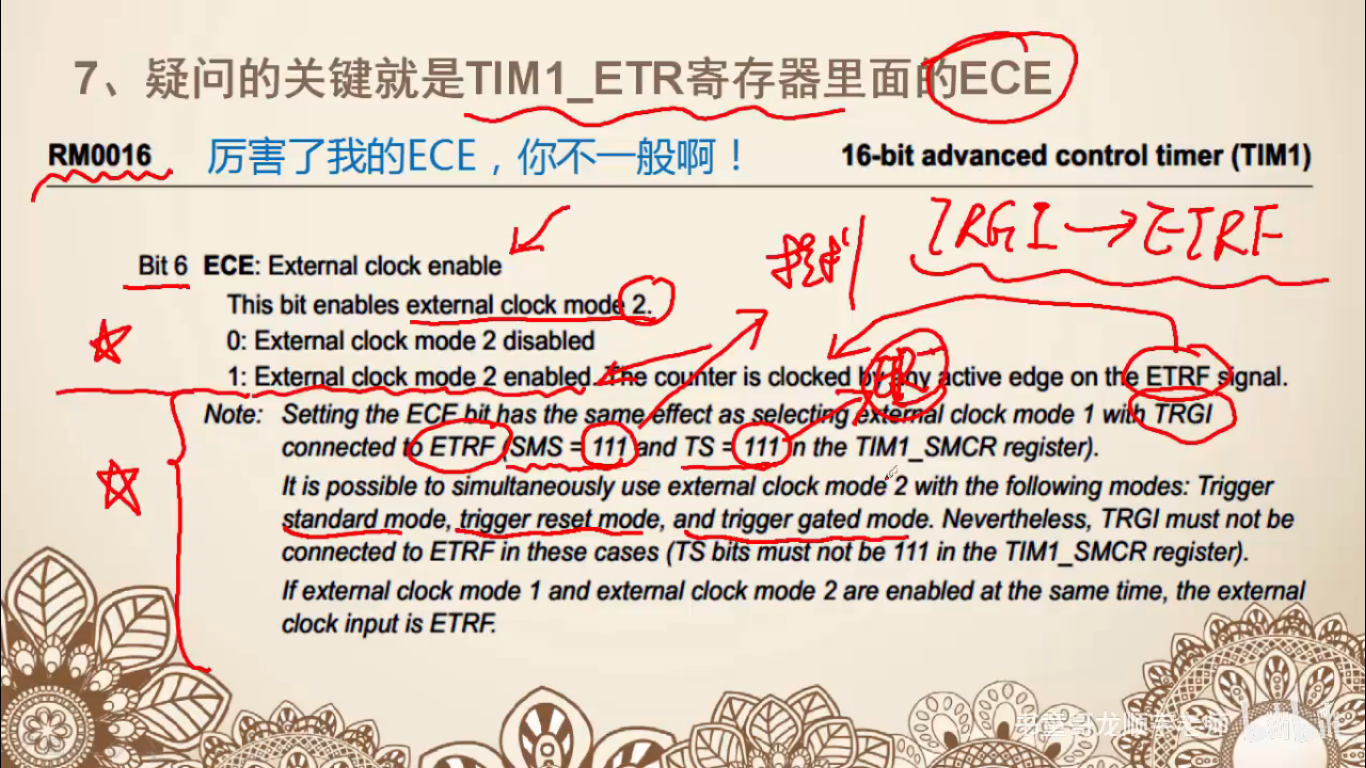 7、疑问的关键就是TIM1_ETR寄存器里面的ECE
RM0016 厉害了我的ECE，你不一般啊！ 16-bit advanced control timer (TIM1)
TRGI→ETRF
Bit 6 ECE: External clock enable
This bit enables external clock mode 2.
0: External clock mode 2 disabled
1: External clock mode 2 enabled. The counter is clocked by any active edge on the ETRF signal.
Note: Setting the ECE bit has the same effect as selecting external clock mode 1 with TRGI
connected to ETRF (SMS = 111 and TS = 111 in the TIM1_SMCR register).
It is possible to simultaneously use external clock mode 2 with the following modes: Trigger
standard mode, trigger reset mode, and trigger gated mode. Nevertheless, TRGI must not be
connected to ETRF in these cases (TS bits must not be 111 in the TIM1_SMCR register).
If external clock mode 1 and external clock mode 2 are enabled at the same time, the external
clock input is ETRF.